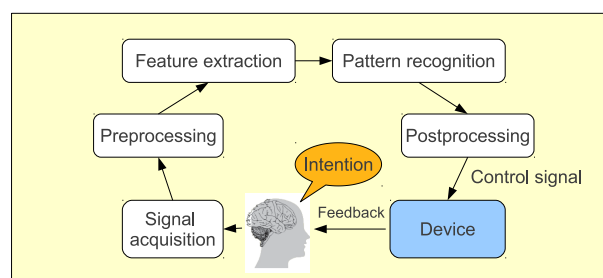 Feature extraction
Pattern recognition
Preprocessing
Postprocessing
Intention
Control signal
Signal
acquisition
Feedback
Device